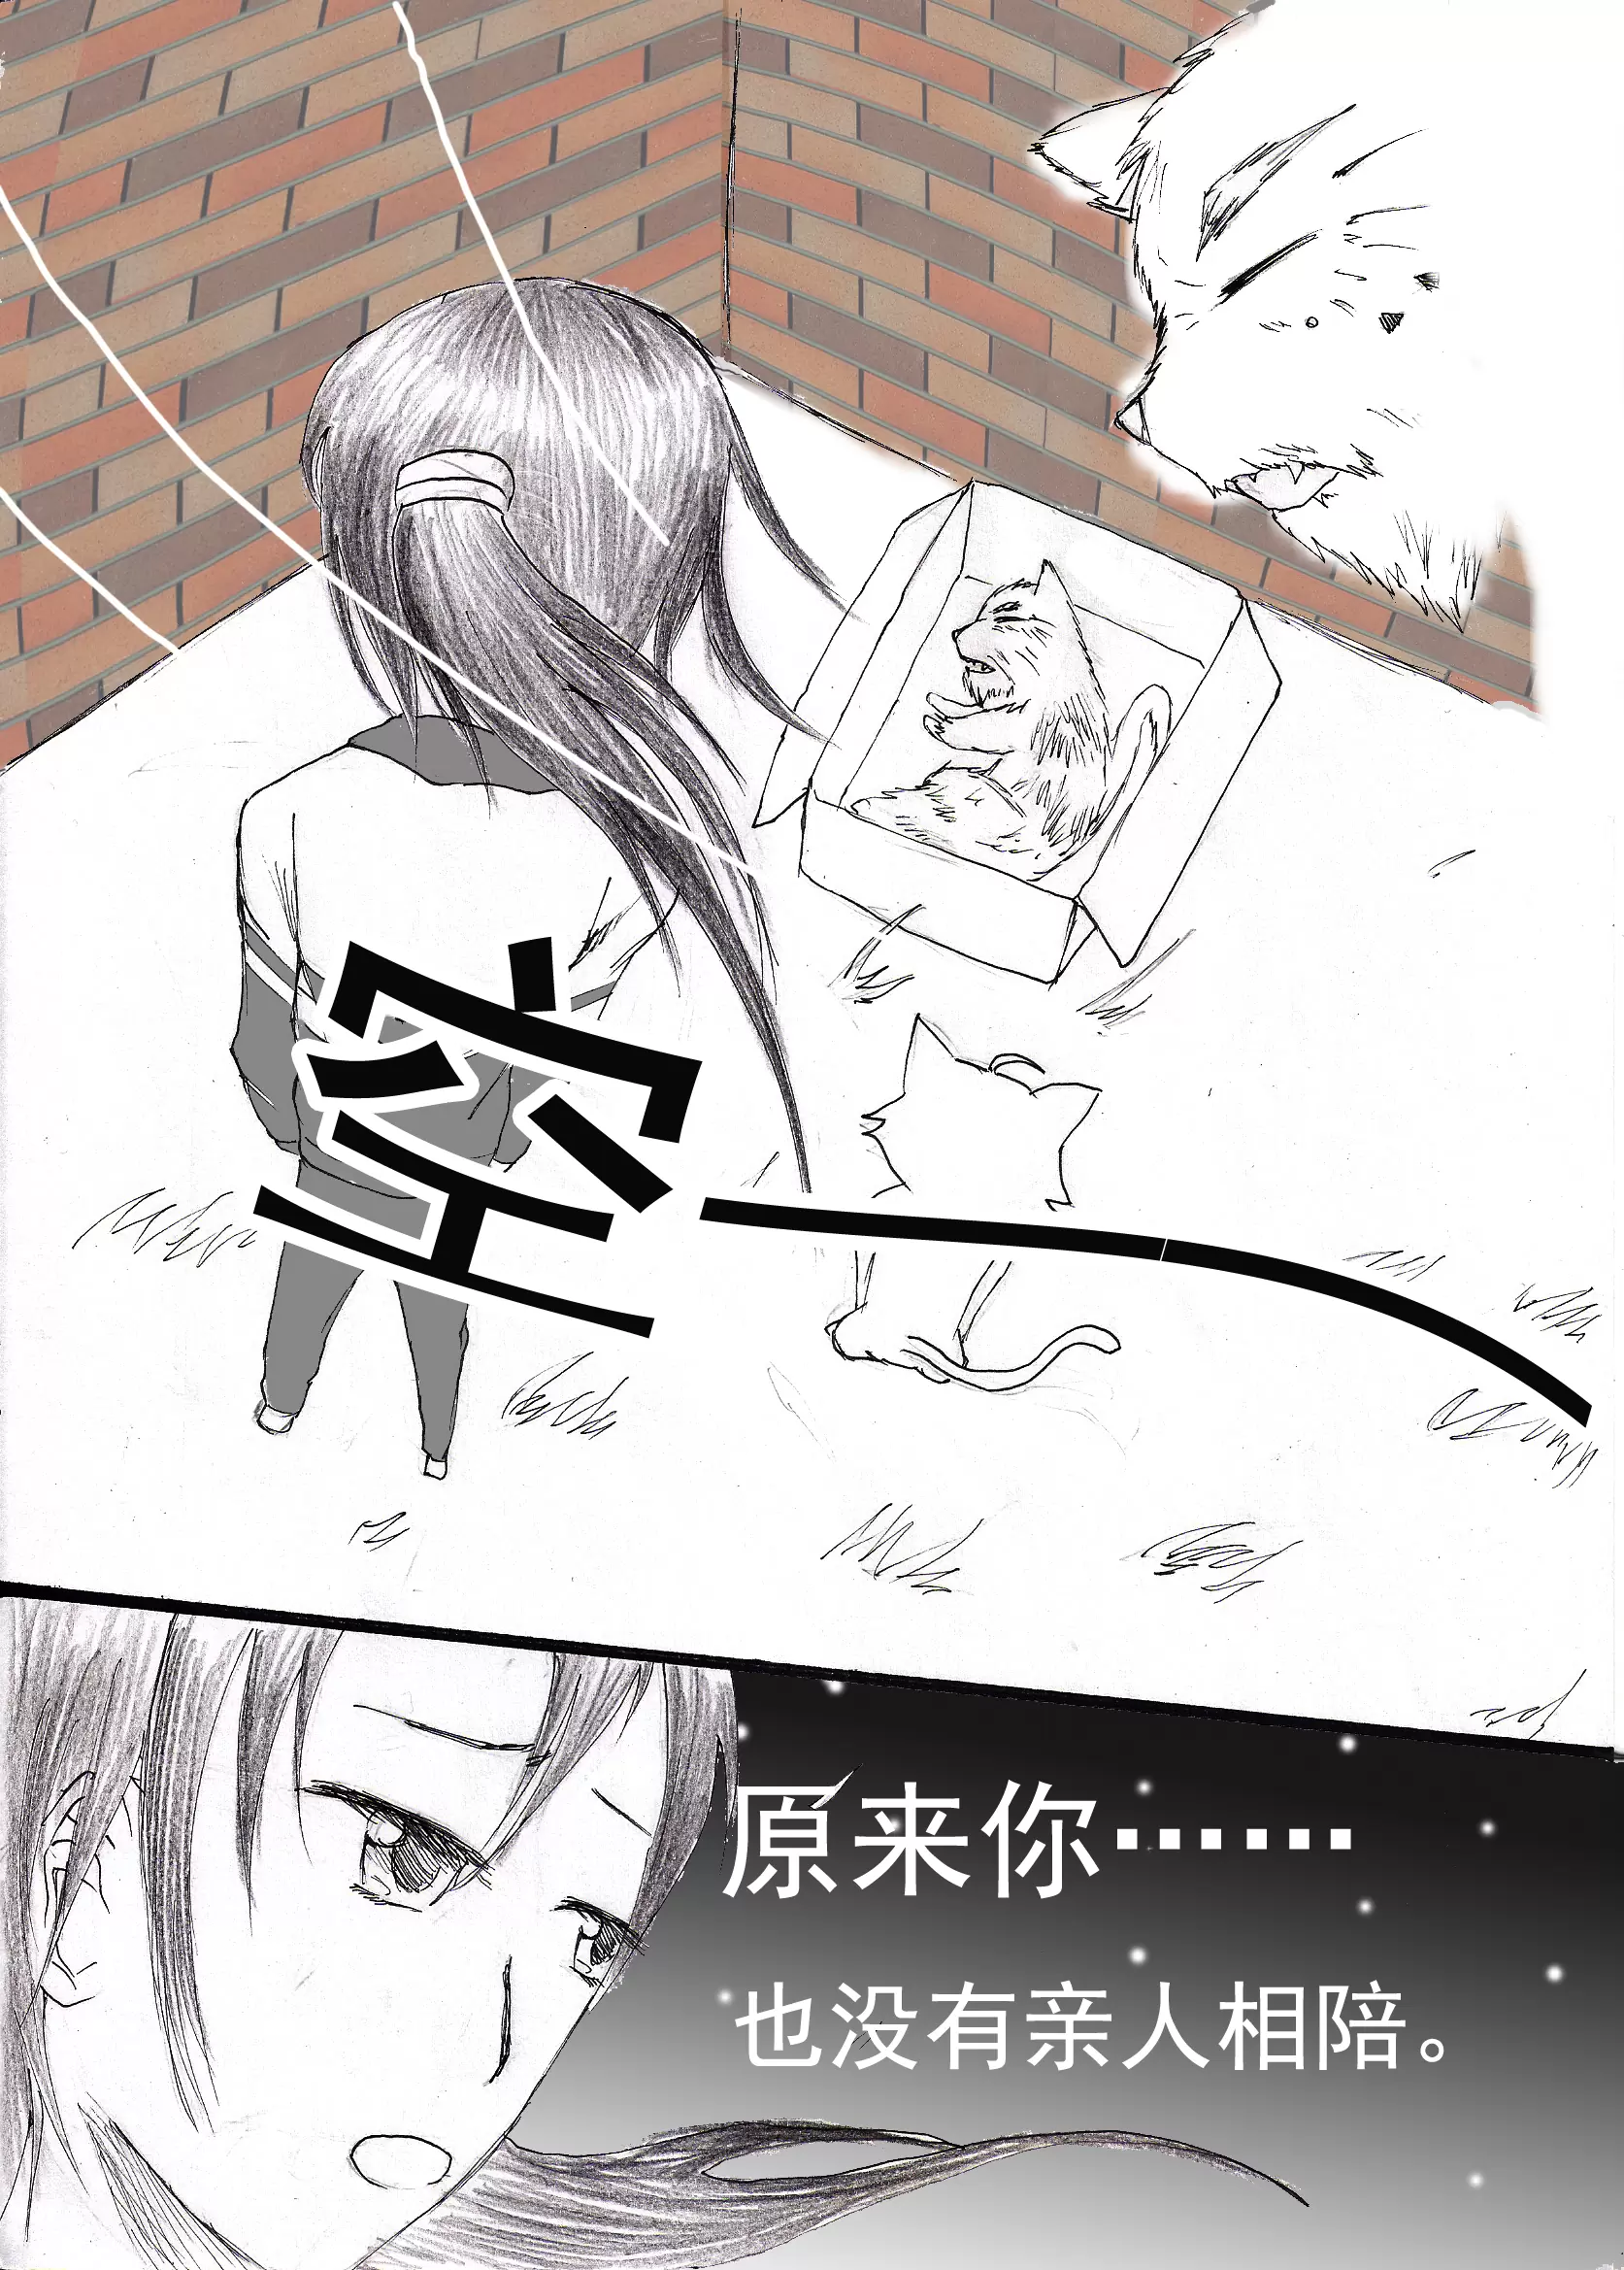 空——
原来你……
也没有亲人相陪。